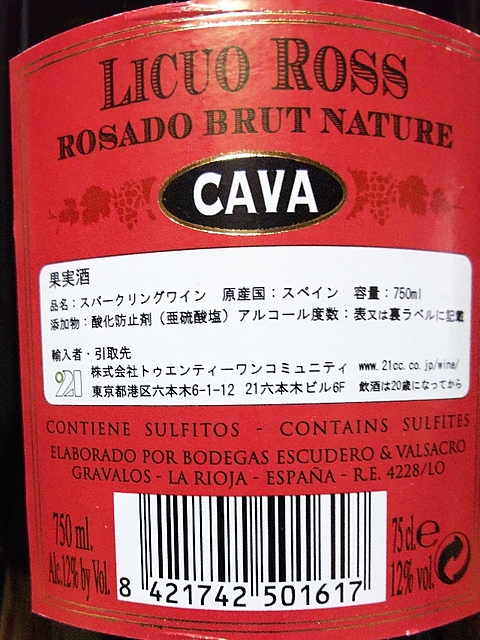 LICUO ROSS
ROSADO BRUT NATURE
CAVA
果実酒
品名：スパークリングワイン 原産国：スペイン 容量：750ml
添加物：酸化防止剤（亜硫酸塩）アルコール度数：表又は裏ラベルに記載
輸入者・引取先
21 株式会社トゥエンティーワンコミュニティ www.21cc.co.jp/wine/
東京都港区六本木6-1-12 21六本木ビル6F 飲酒は20歳になってから
CONTIENE SULFITOS - CONTAINS SULFITES
ELABORADO POR BODEGAS ESCUDERO & VALSACRO
GRAVALOS - LA RIOJA - ESPAÑA - R.E. 4228/LO
750 ml. 75 cl. e
Alc.12% by Vol. 12% vol.
8 421742 501617